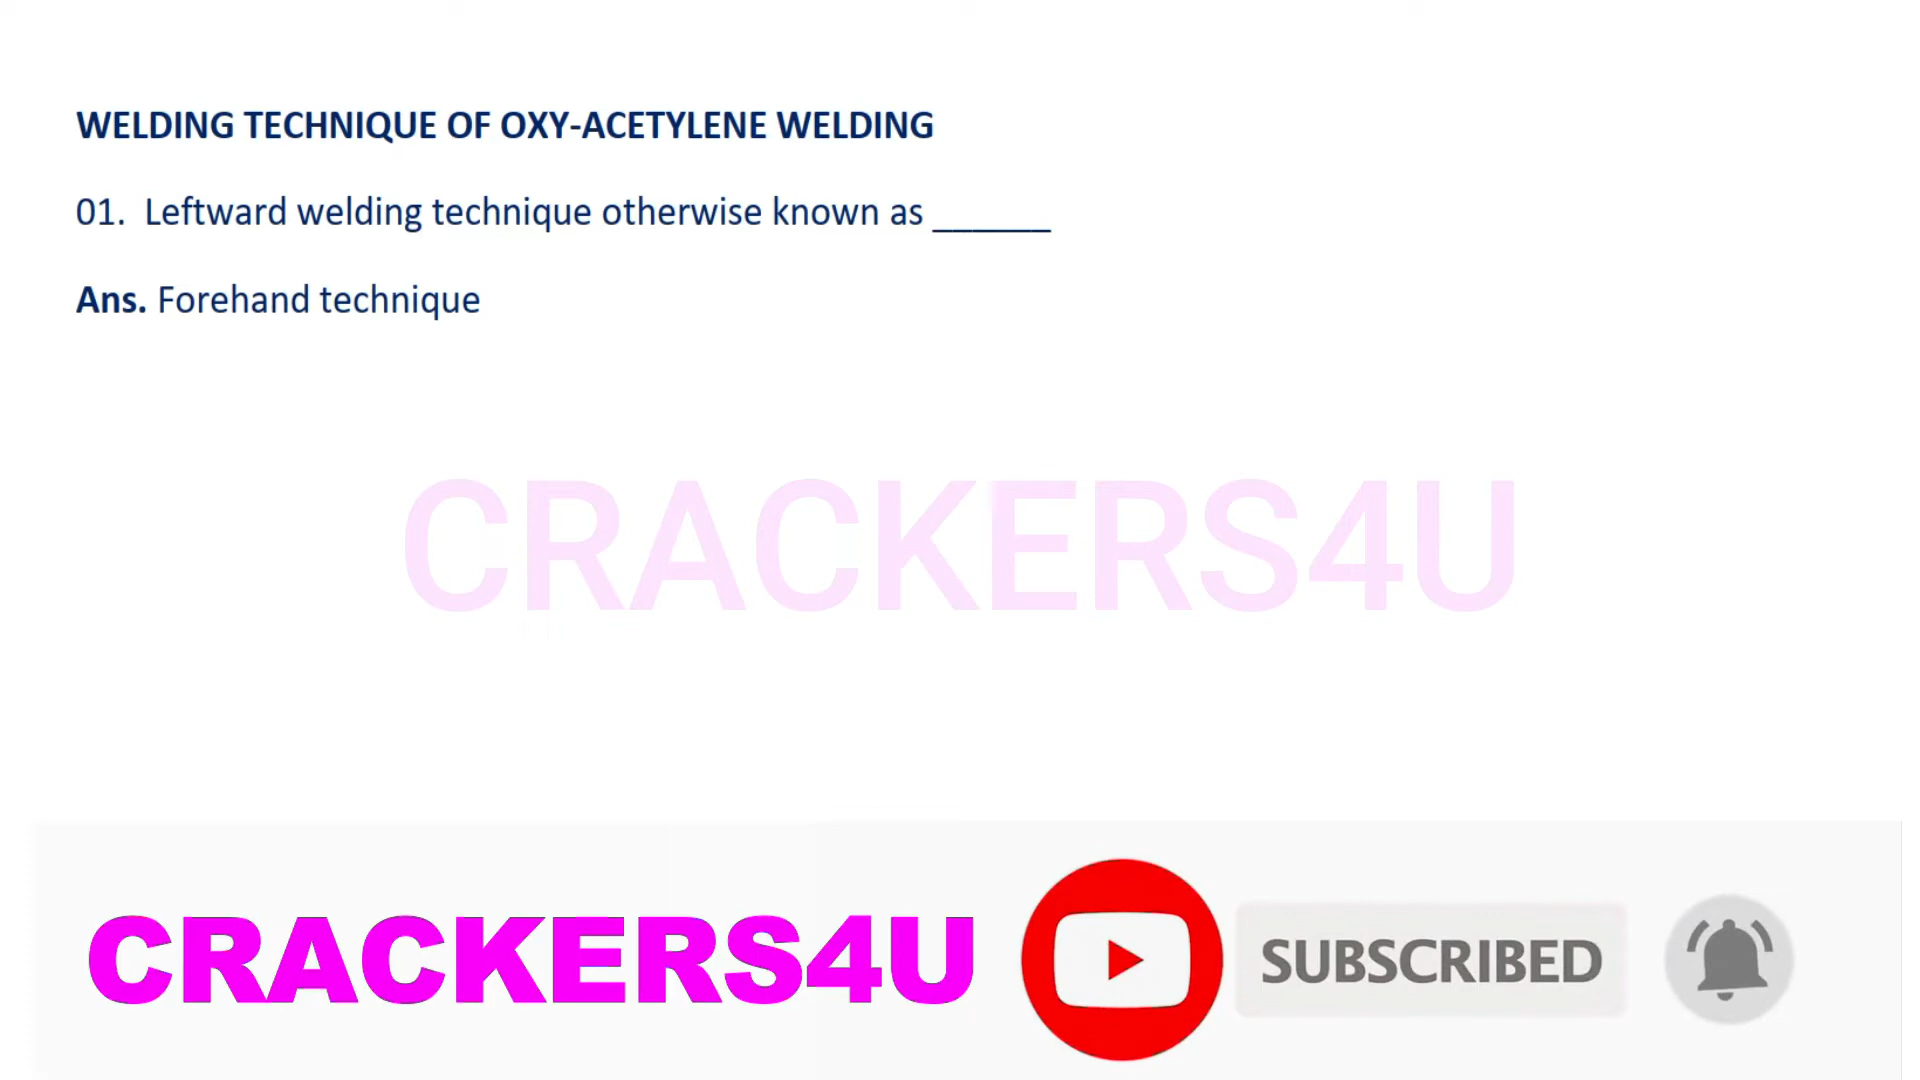 WELDING TECHNIQUE OF OXY-ACETYLENE WELDING
01. Leftward welding technique otherwise known as ______
Ans. Forehand technique
CRACKERS4U
CRACKERS4U SUBSCRIBED